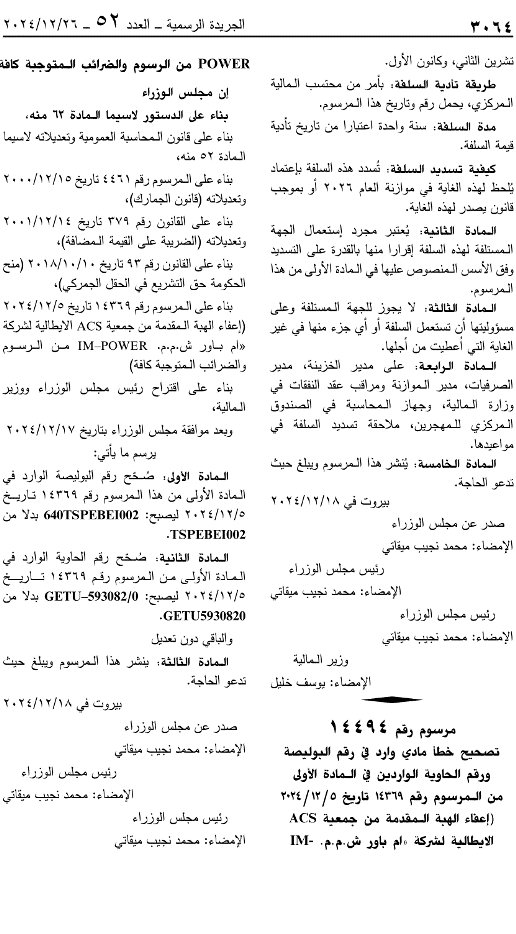 ٣٠٦٤
الجريدة الرسمية ــ العدد ٥٢ ــ ٢٠٢٤/١٢/٢٦
تشرين الثاني، وكانون الأول.
طريقة تأدية السلفة: بأمر من محتسب المالية
المركزي، يحمل رقم وتاريخ هذا المرسوم.
مدة السلفة: سنة واحدة اعتبارا من تاريخ تأدية
قيمة السلفة.
كيفية تسديد السلفة: تُسدد هذه السلفة بإعتماد
يُلحظ لهذه الغاية في موازنة العام ٢٠٢٦ أو بموجب
قانون يصدر لهذه الغاية.
المادة الثانية: يُعتبر مجرد إستعمال الجهة
المستلفة لهذه السلفة إقرارا منها بالقدرة على التسديد
وفق الأسس المنصوص عليها في المادة الأولى من هذا
المرسوم.
المادة الثالثة: لا يجوز للجهة المستلفة وعلى
مسؤوليتها أن تستعمل السلفة أو أي جزء منها في غير
الغاية التي أعطيت من أجلها.
المادة الرابعة: على مدير الخزينة، مدير
الصرفيات، مدير الموازنة ومراقب عقد النفقات في
وزارة المالية، وجهاز المحاسبة في الصندوق
المركزي للمهجرين، ملاحقة تسديد السلفة في
مواعيدها.
المادة الخامسة: يُنشر هذا المرسوم ويبلغ حيث
تدعو الحاجة.
بيروت في ٢٠٢٤/١٢/١٨
صدر عن مجلس الوزراء
الإمضاء: محمد نجيب ميقاتي
رئيس مجلس الوزراء
الإمضاء: محمد نجيب ميقاتي
رئيس مجلس الوزراء
الإمضاء: محمد نجيب ميقاتي
وزير المالية
الإمضاء: يوسف خليل
مرسوم رقم ١٤٤٩٤
تصحيح خطأ مادي وارد في رقم البوليصة
ورقم الحاوية الواردين في المادة الأولى
من المرسوم رقم ١٤٣٦٩ تاريخ ٢٠٢٤/١٢/٥
(إعفاء الهبة المقدمة من جمعية ACS
الايطالية لشركة «ام باور ش.م.م. IM-
POWER من الرسوم والضرائب المتوجبة كافة
إن مجلس الوزراء
بناء على الدستور لاسيما المادة ٦٢ منه،
بناء على قانون المحاسبة العمومية وتعديلاته لاسيما
المادة ٥٢ منه،
بناء على المرسوم رقم ٤٤٦١ تاريخ ٢٠٠٠/١٢/١٥
وتعديلاته (قانون الجمارك)،
بناء على القانون رقم ٣٧٩ تاريخ ٢٠٠١/١٢/١٤
وتعديلاته (الضريبة على القيمة المضافة)،
بناء على القانون رقم ٩٣ تاريخ ٢٠١٨/١٠/١٠ (منح
الحكومة حق التشريع في الحقل الجمركي)،
بناء على المرسوم رقم ١٤٣٦٩ تاريخ ٢٠٢٤/١٢/٥
(إعفاء الهبة المقدمة من جمعية ACS الايطالية لشركة
«ام باور ش.م.م. IM–POWER من الرسوم
والضرائب المتوجبة كافة)
بناء على اقتراح رئيس مجلس الوزراء ووزير
المالية،
وبعد موافقة مجلس الوزراء بتاريخ ٢٠٢٤/١٢/١٧
يرسم ما يأتي:
المادة الأولى: صُحّح رقم البوليصة الوارد في
المادة الأولى من هذا المرسوم رقم ١٤٣٦٩ تاريخ
٢٠٢٤/١٢/٥ ليصبح: 640TSPEBEI002 بدلا من
TSPEBEI002.
المادة الثانية: صُحّح رقم الحاوية الوارد في
المادة الأولى من المرسوم رقم ١٤٣٦٩ تاريخ
٢٠٢٤/١٢/٥ ليصبح: GETU–593082/0 بدلا من
GETU5930820.
والباقي دون تعديل
المادة الثالثة: ينشر هذا المرسوم ويبلغ حيث
تدعو الحاجة.
بيروت في ٢٠٢٤/١٢/١٨
صدر عن مجلس الوزراء
الإمضاء: محمد نجيب ميقاتي
رئيس مجلس الوزراء
الإمضاء: محمد نجيب ميقاتي
رئيس مجلس الوزراء
الإمضاء: محمد نجيب ميقاتي